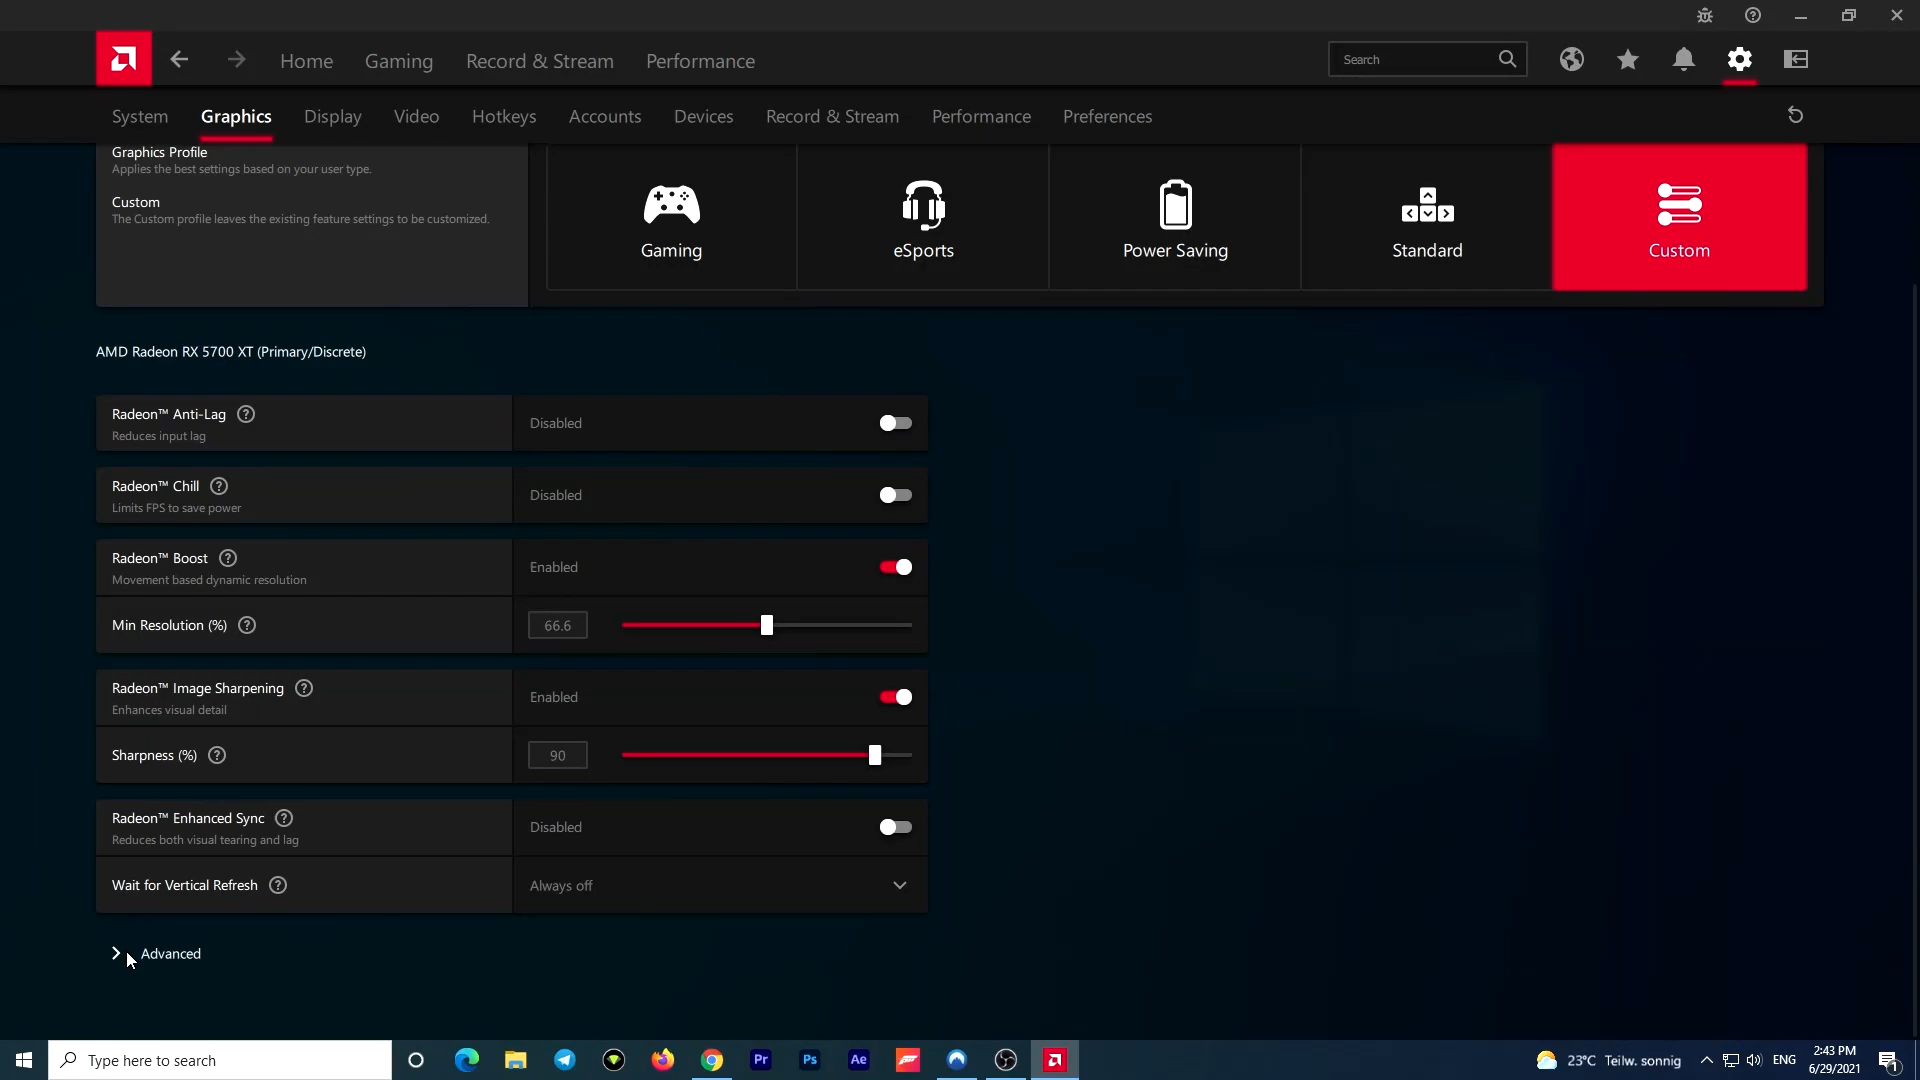 Home Gaming Record & Stream Performance Search
System Graphics Display Video Hotkeys Accounts Devices Record & Stream Performance Preferences
Graphics Profile
Applies the best settings based on your user type.
Custom
The Custom profile leaves the existing feature settings to be customized.
Gaming eSports Power Saving Standard Custom
AMD Radeon RX 5700 XT (Primary/Discrete)
Radeon™ Anti-Lag ? Disabled
Reduces input lag
Radeon™ Chill ? Disabled
Limits FPS to save power
Radeon™ Boost ? Enabled
Movement based dynamic resolution
Min Resolution (%) ? 66.6
Radeon™ Image Sharpening ? Enabled
Enhances visual detail
Sharpness (%) ? 90
Radeon™ Enhanced Sync ? Disabled
Reduces both visual tearing and lag
Wait for Vertical Refresh ? Always off
Advanced
Type here to search Pr Ps Ae 23°C Teilw. sonnig ENG 2:43 PM 1
6/29/2021